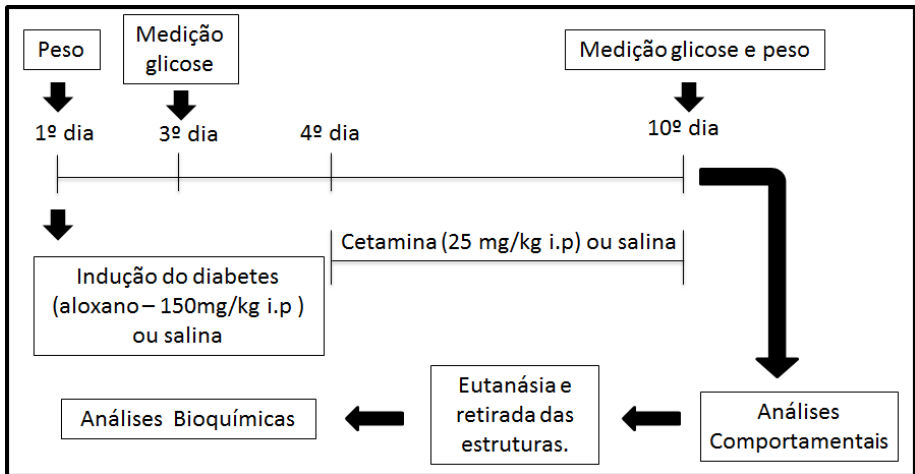 Peso
Medição
glicose
Medição glicose e peso
1º dia
3º dia
4º dia
10º dia
Cetamina (25 mg/kg i.p) ou salina
Indução do diabetes
(aloxano – 150mg/kg i.p )
ou salina
Análises Bioquímicas
Eutanásia e
retirada das
estruturas.
Análises
Comportamentais